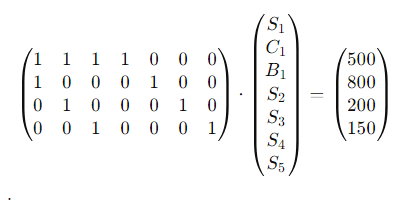 1 1 1 1 0 0 0
1 0 0 0 1 0 0
0 1 0 0 0 1 0
0 0 1 0 0 0 1
·
S₁
C₁
B₁
S₂
S₃
S₄
S₅
=
500
800
200
150
.